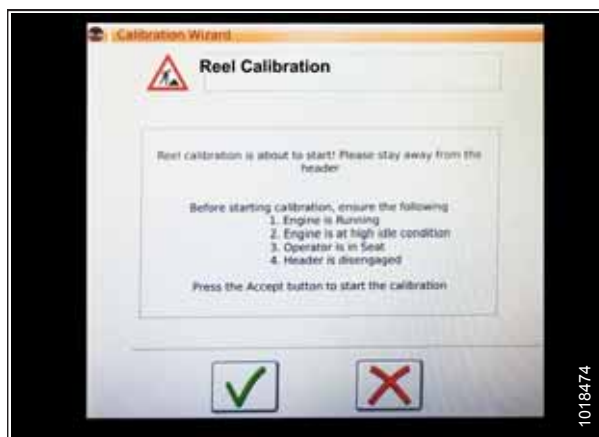 Calibration Wizard
Reel Calibration
Reel calibration is about to start! Please stay away from the
header
Before starting calibration, ensure the following
1. Engine is Running
2. Engine is at high idle condition
3. Operator is in Seat
4. Header is disengaged
Press the Accept button to start the calibration
1018474